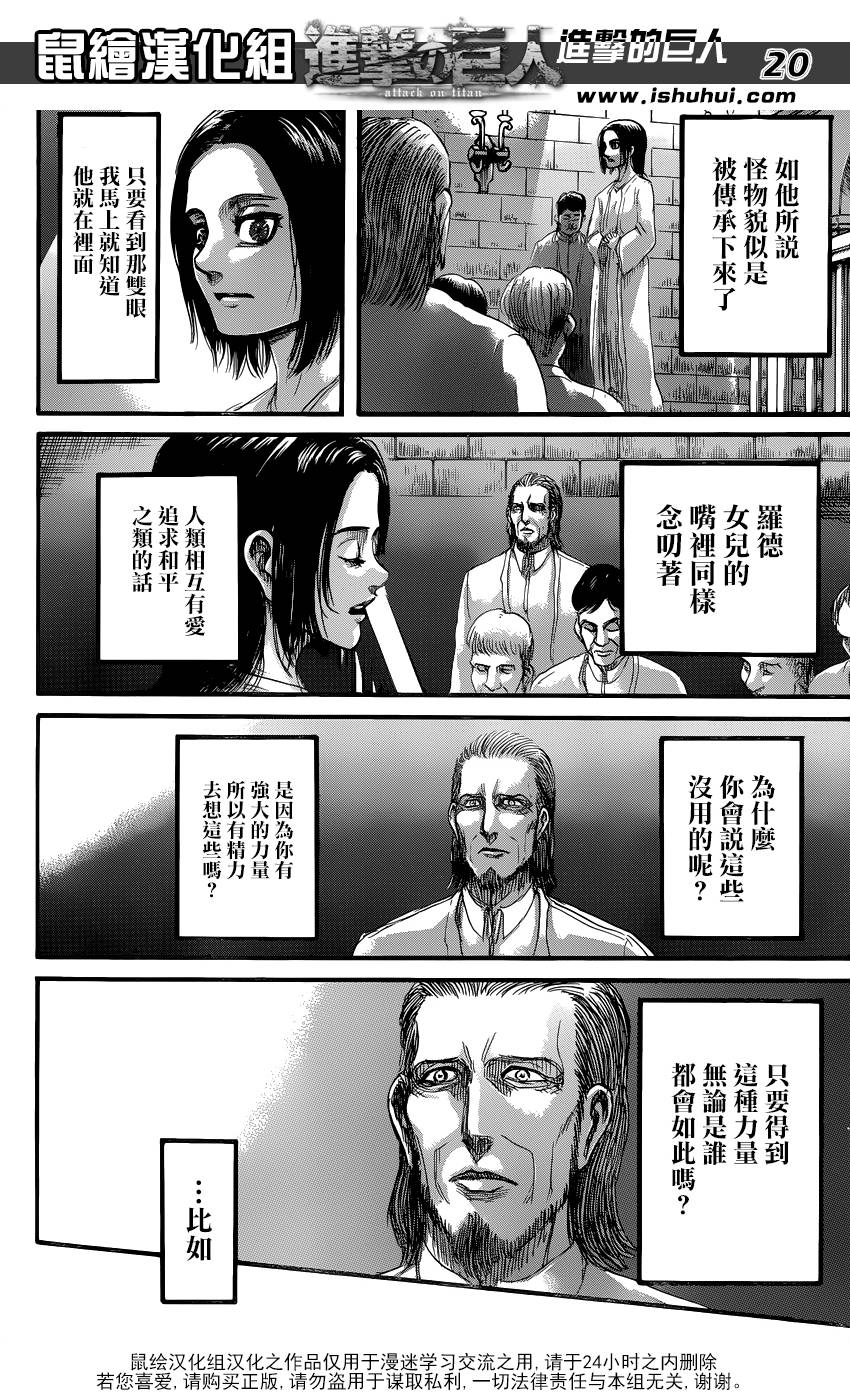 鼠繪漢化組
進撃の巨人
attack on titan
進擊的巨人
20
www.ishuhui.com
如他所説
怪物貌似是
被傳承下來了
只要看到那雙眼
我馬上就知道
他就在裡面
羅德
女兒的
嘴裡同樣
念叨著
人類相互有愛
追求和平
之類的話
為什麼
你會説這些
沒用的呢？
是因為你有
強大的力量
所以有精力
去想這些嗎？
只要得到
這種力量
無論是誰
都會如此嗎？
…比如
鼠绘汉化组汉化之作品仅用于漫迷学习交流之用,请于24小时之内删除
若您喜爱,请购买正版,请勿盗用于谋取私利,一切法律责任与本组无关,谢谢。